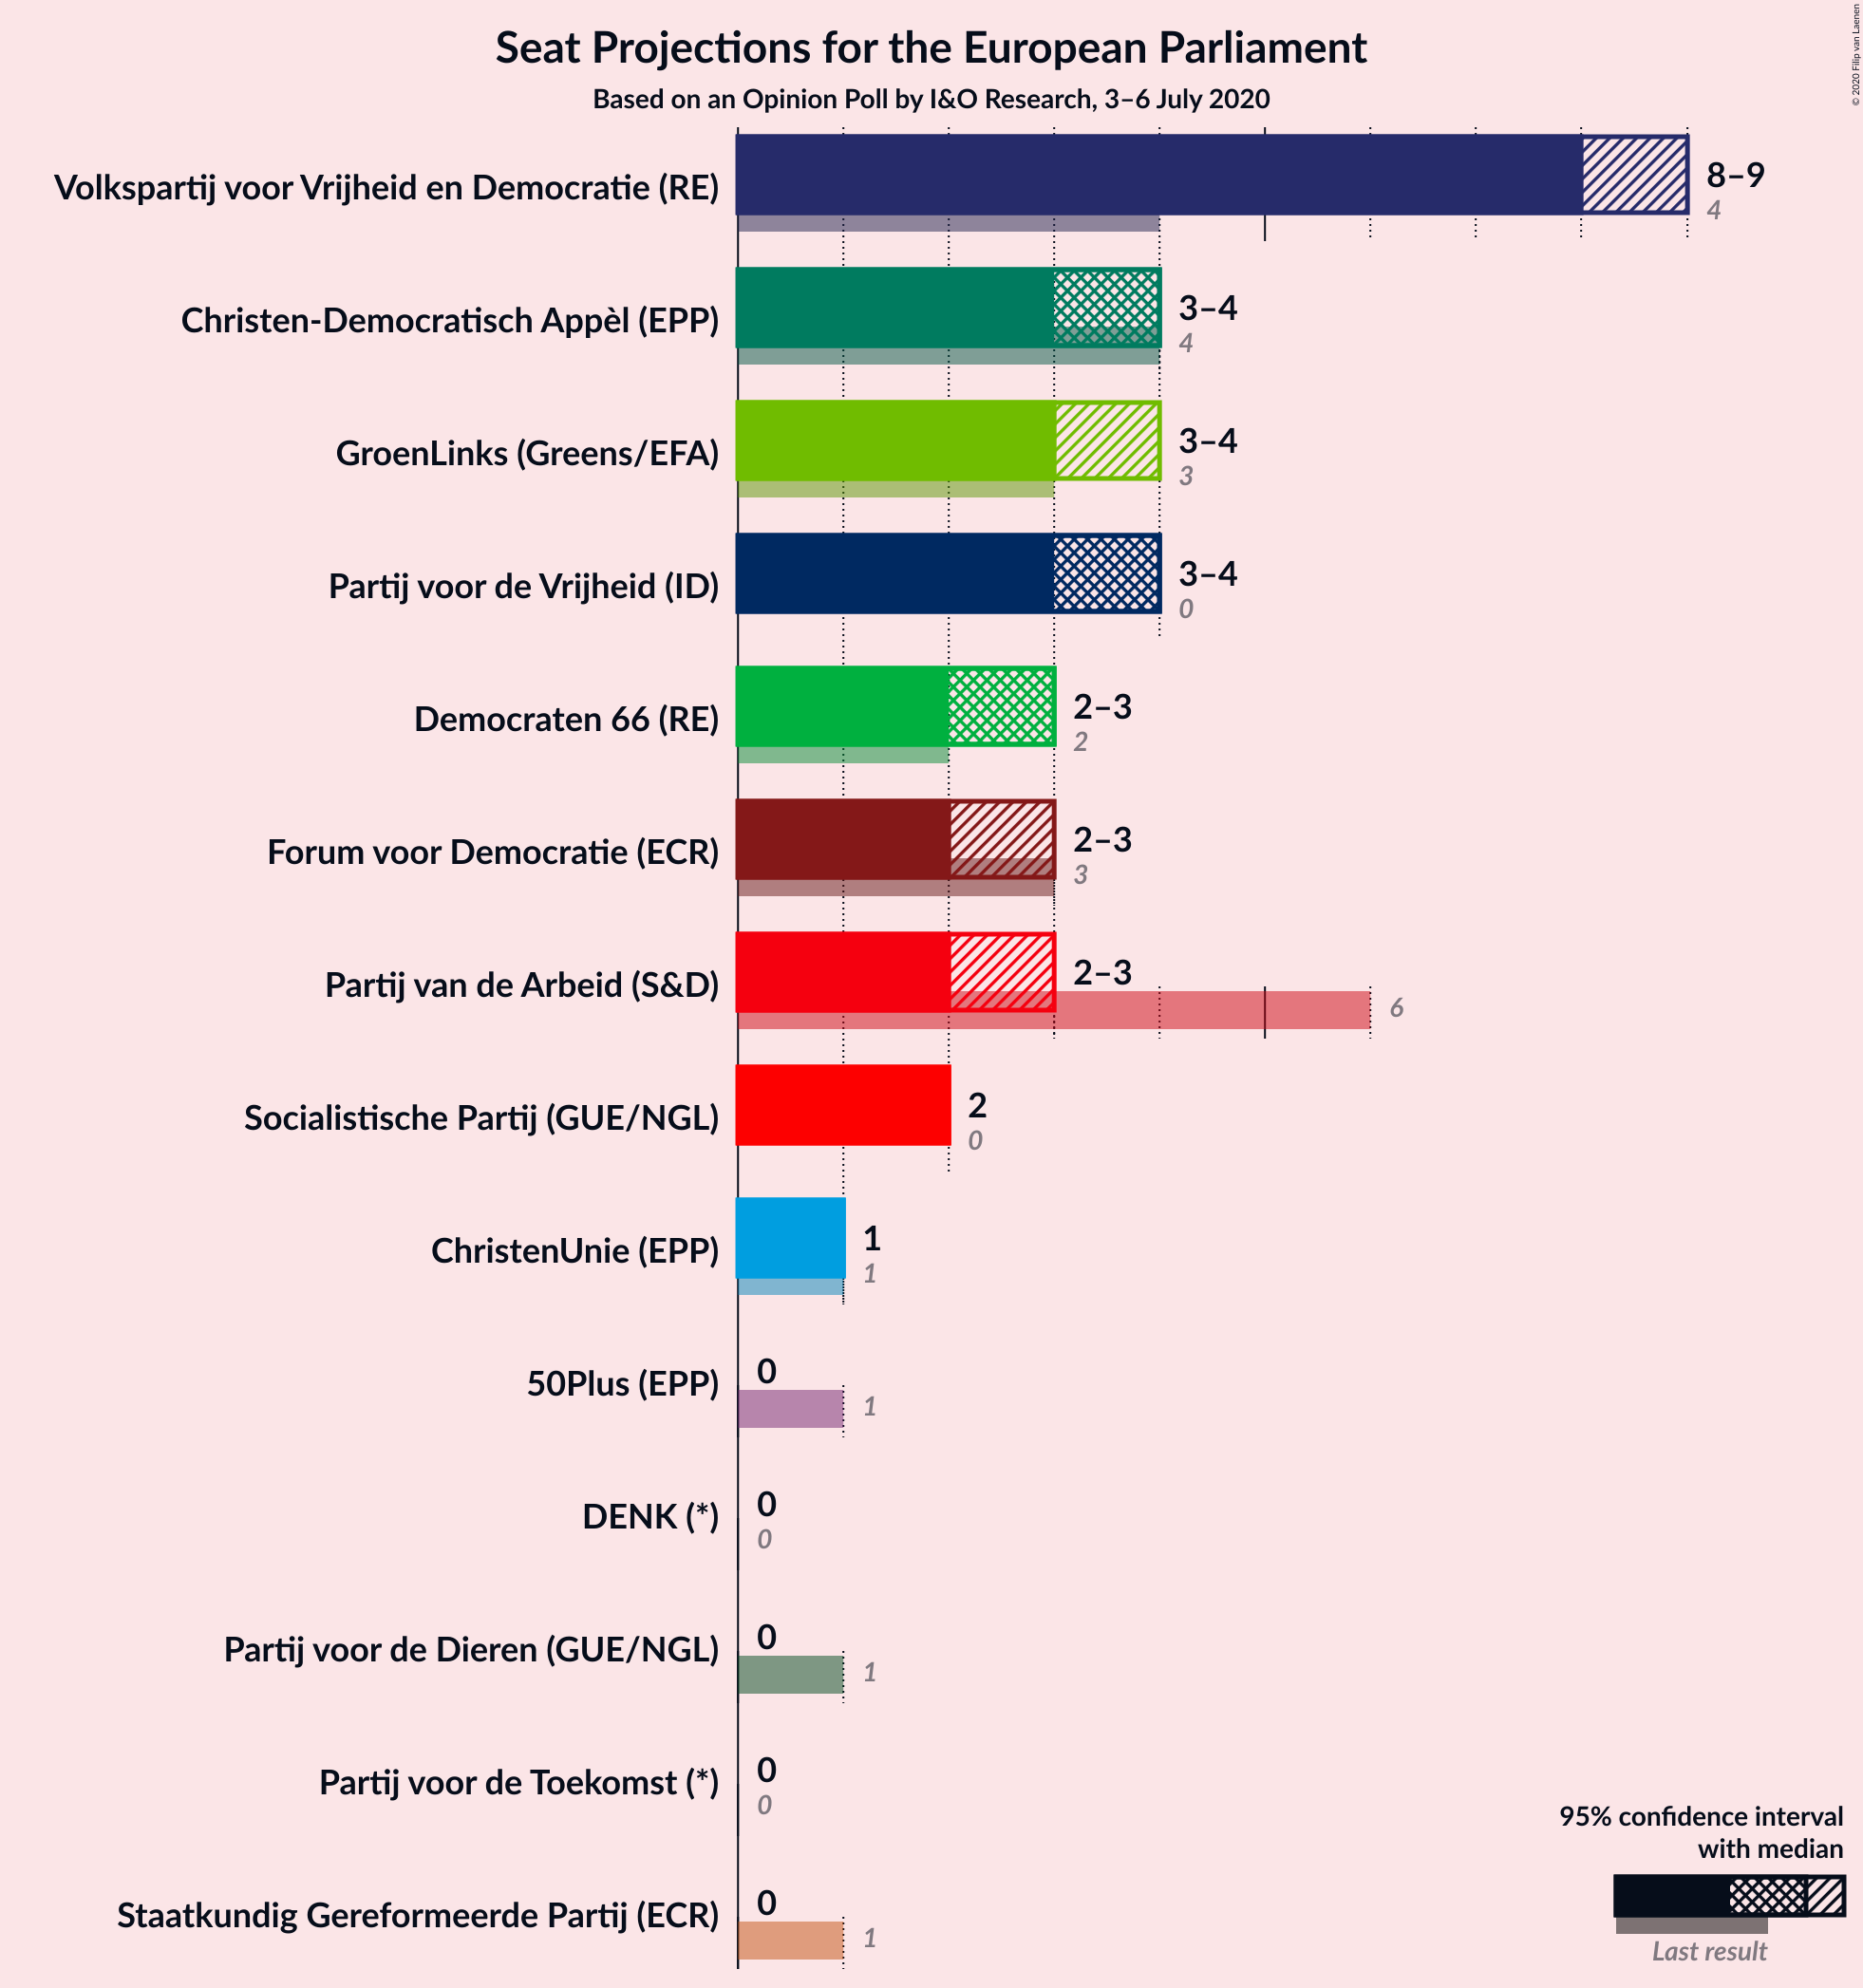 Seat Projections for the European Parliament
Based on an Opinion Poll by I&O Research, 3–6 July 2020
© 2020 Filip van Laenen
Volkspartij voor Vrijheid en Democratie (RE)
8–9
4
Christen-Democratisch Appèl (EPP)
3–4
4
GroenLinks (Greens/EFA)
3–4
3
Partij voor de Vrijheid (ID)
3–4
0
Democraten 66 (RE)
2–3
2
Forum voor Democratie (ECR)
2–3
3
Partij van de Arbeid (S&D)
2–3
6
Socialistische Partij (GUE/NGL)
2
0
ChristenUnie (EPP)
1
1
50Plus (EPP)
0
1
DENK (*)
0
0
Partij voor de Dieren (GUE/NGL)
0
1
Partij voor de Toekomst (*)
0
0
Staatkundig Gereformeerde Partij (ECR)
0
1
95% confidence interval
with median
Last result